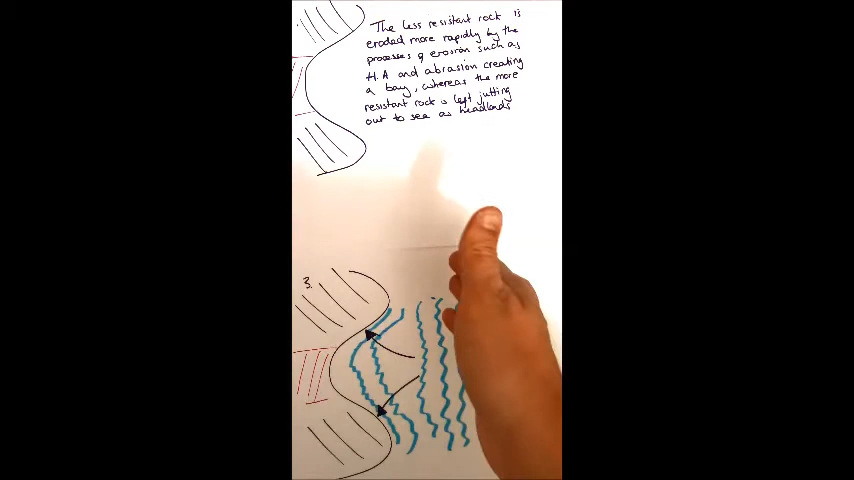 The less resistant rock is
eroded more rapidly by the
processes of erosion such as
H.A and abrasion creating
a bay, whereas the more
resistant rock is left jutting
out to sea as headlads
3.